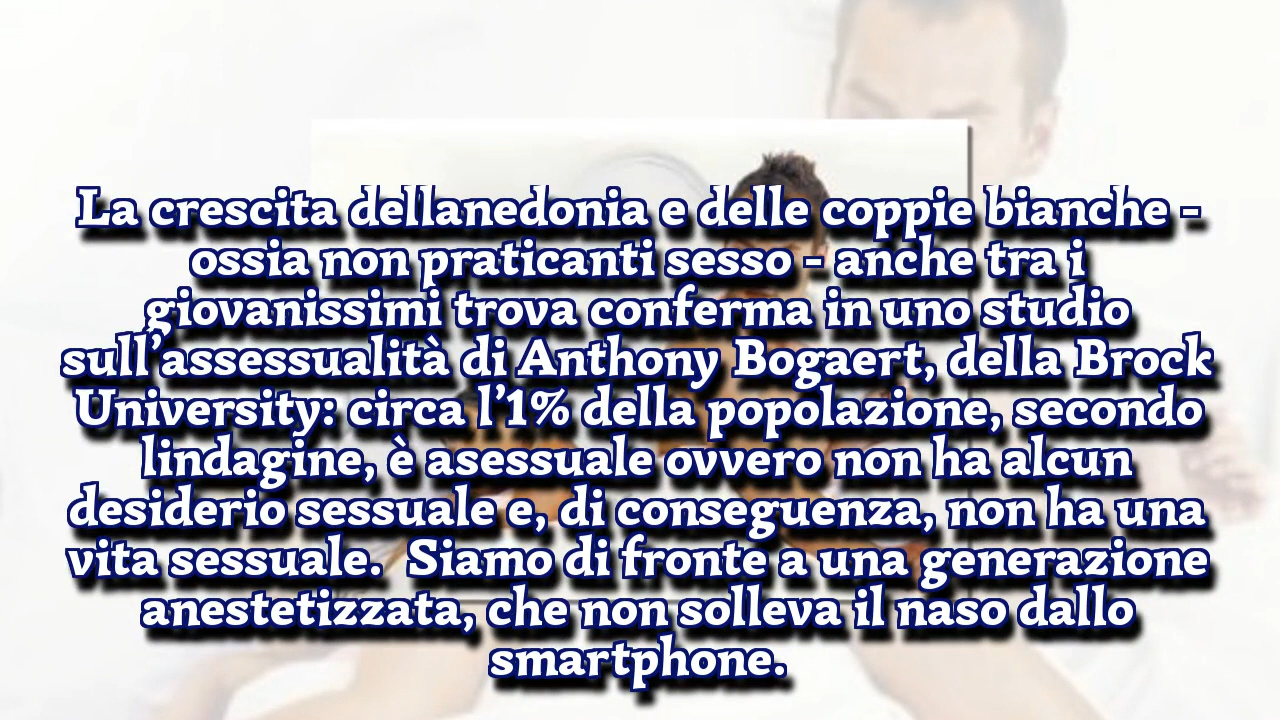 La crescita dellanedonia e delle coppie bianche -
ossia non praticanti sesso - anche tra i
giovanissimi trova conferma in uno studio
sull’assessualità di Anthony Bogaert, della Brock
University: circa l’1% della popolazione, secondo
lindagine, è asessuale ovvero non ha alcun
desiderio sessuale e, di conseguenza, non ha una
vita sessuale.  Siamo di fronte a una generazione
anestetizzata, che non solleva il naso dallo
smartphone.